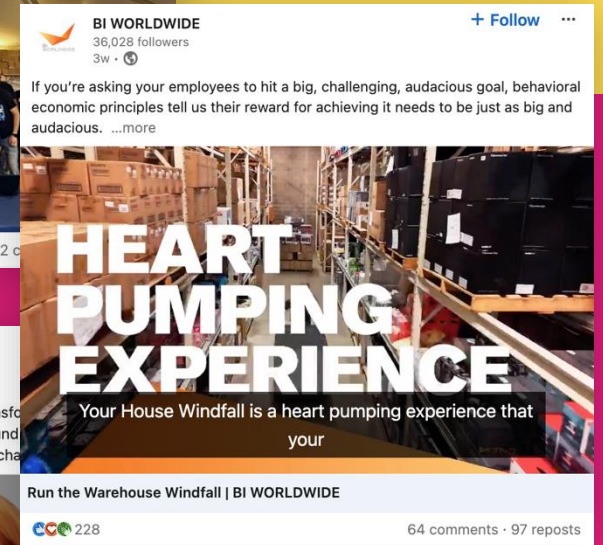 BI WORLDWIDE
+ Follow ...
36,028 followers
3w •
If you're asking your employees to hit a big, challenging, audacious goal, behavioral
economic principles tell us their reward for achieving it needs to be just as big and
audacious. ...more
HEART
PUMPING
EXPERIENCE
Your House Windfall is a heart pumping experience that
your
Run the Warehouse Windfall | BI WORLDWIDE
228
64 comments · 97 reposts